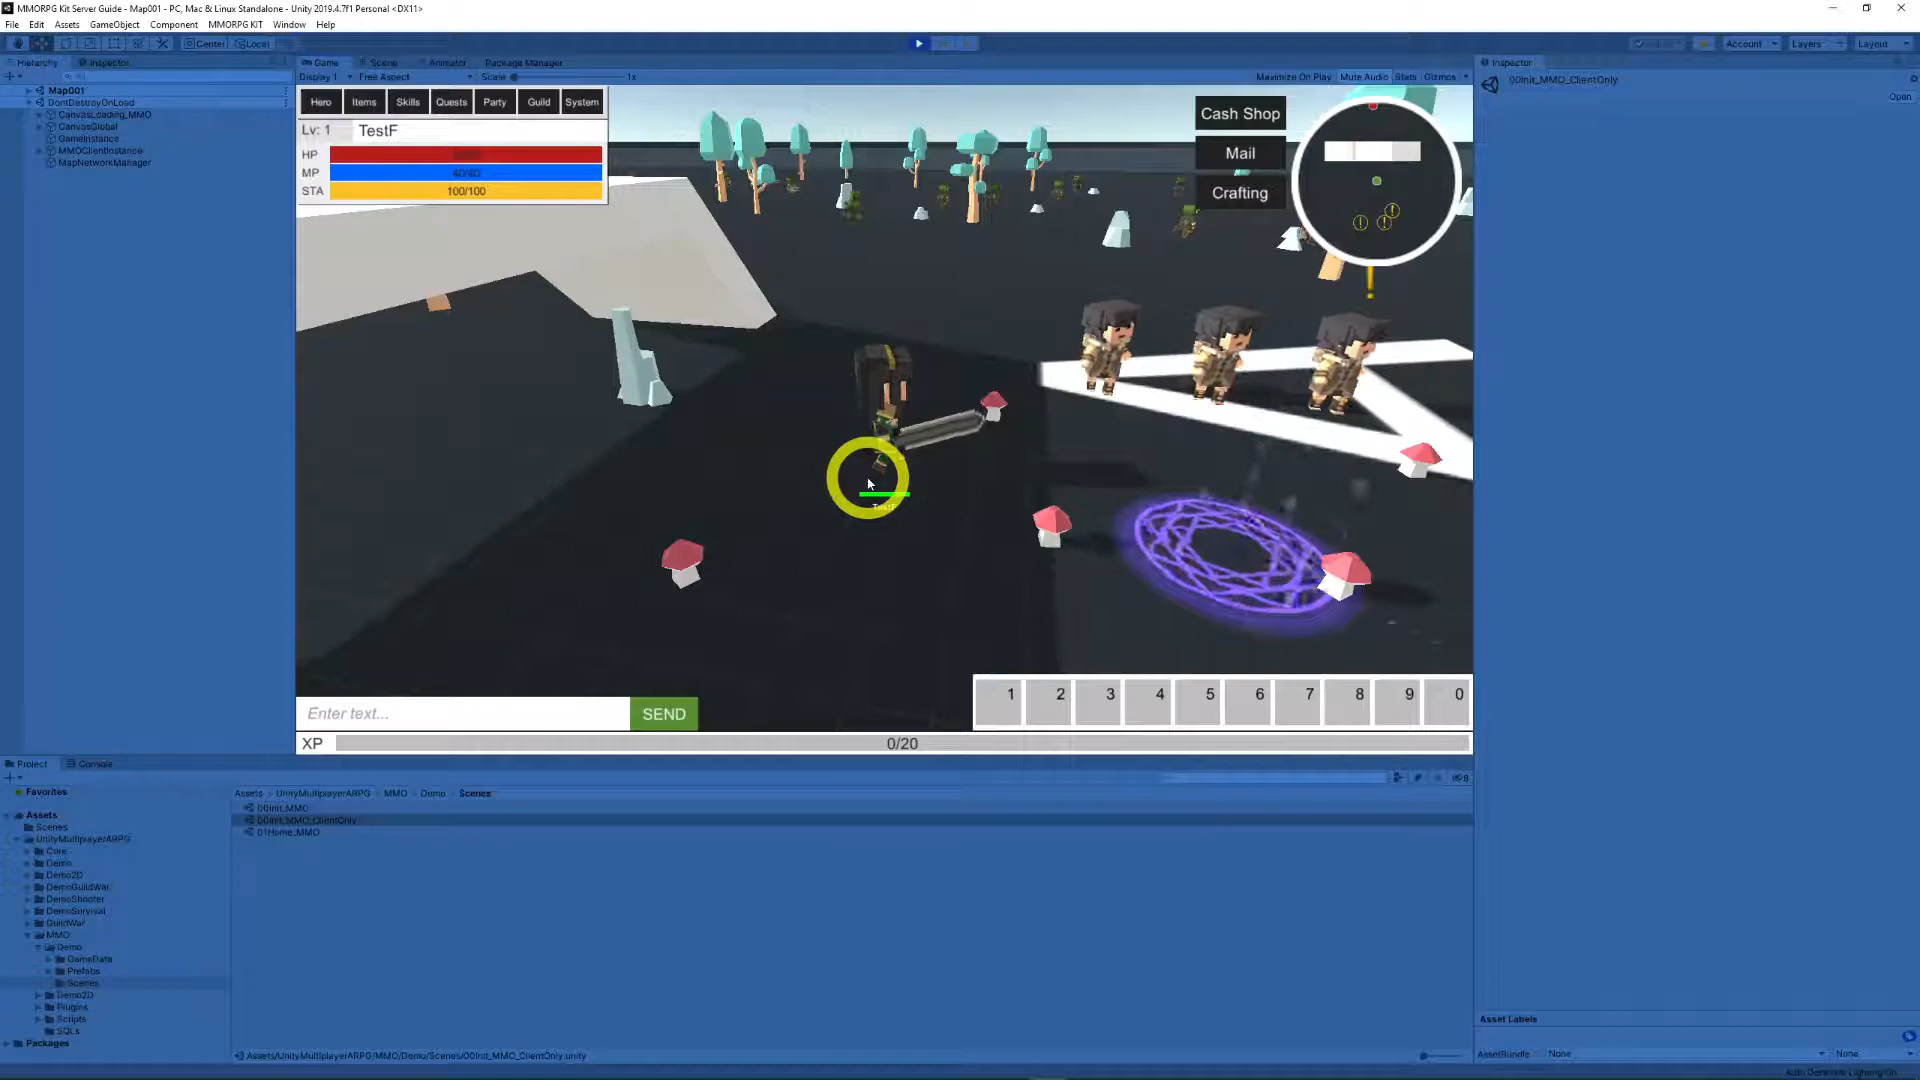 MMORPG Kit Server Guide - Map001 - PC, Mac & Linux Standalone - Unity 2019.4.7f1 Personal <DX11>
File Edit Assets GameObject Component MMORPG KIT Window Help
Center Local Account Layers Layout
Hierarchy Inspector Game Scene Animator Package Manager Inspector
Display 1 Free Aspect Scale 1x Maximize On Play Mute Audio Stats Gizmos
00Init_MMO_ClientOnly
Open
Map001
DontDestroyOnLoad
CanvasLoading_MMO
CanvasGlobal
GameInstance
MMOClientInstance
MapNetworkManager
Hero Items Skills Quests Party Guild System
Lv: 1 TestF
HP
MP 40/40
STA 100/100
Cash Shop
Mail
Crafting
TestF
1 2 3 4 5 6 7 8 9 0
Enter text... SEND
XP 0/20
Project Console
Favorites
Assets
Scenes
UnityMultiplayerARPG
Core
Demo
Demo2D
DemoGuildWar
DemoShooter
DemoSurvival
GuildWar
MMO
Demo
GameData
Prefabs
Scenes
Demo2D
Plugins
Scripts
SQLs
Packages
Assets UnityMultiplayerARPG MMO Demo Scenes
00Init_MMO
00Init_MMO_ClientOnly
01Home_MMO
Assets/UnityMultiplayerARPG/MMO/Demo/Scenes/00Init_MMO_ClientOnly.unity
Asset Labels
AssetBundle None None
Auto Generate Lighting On